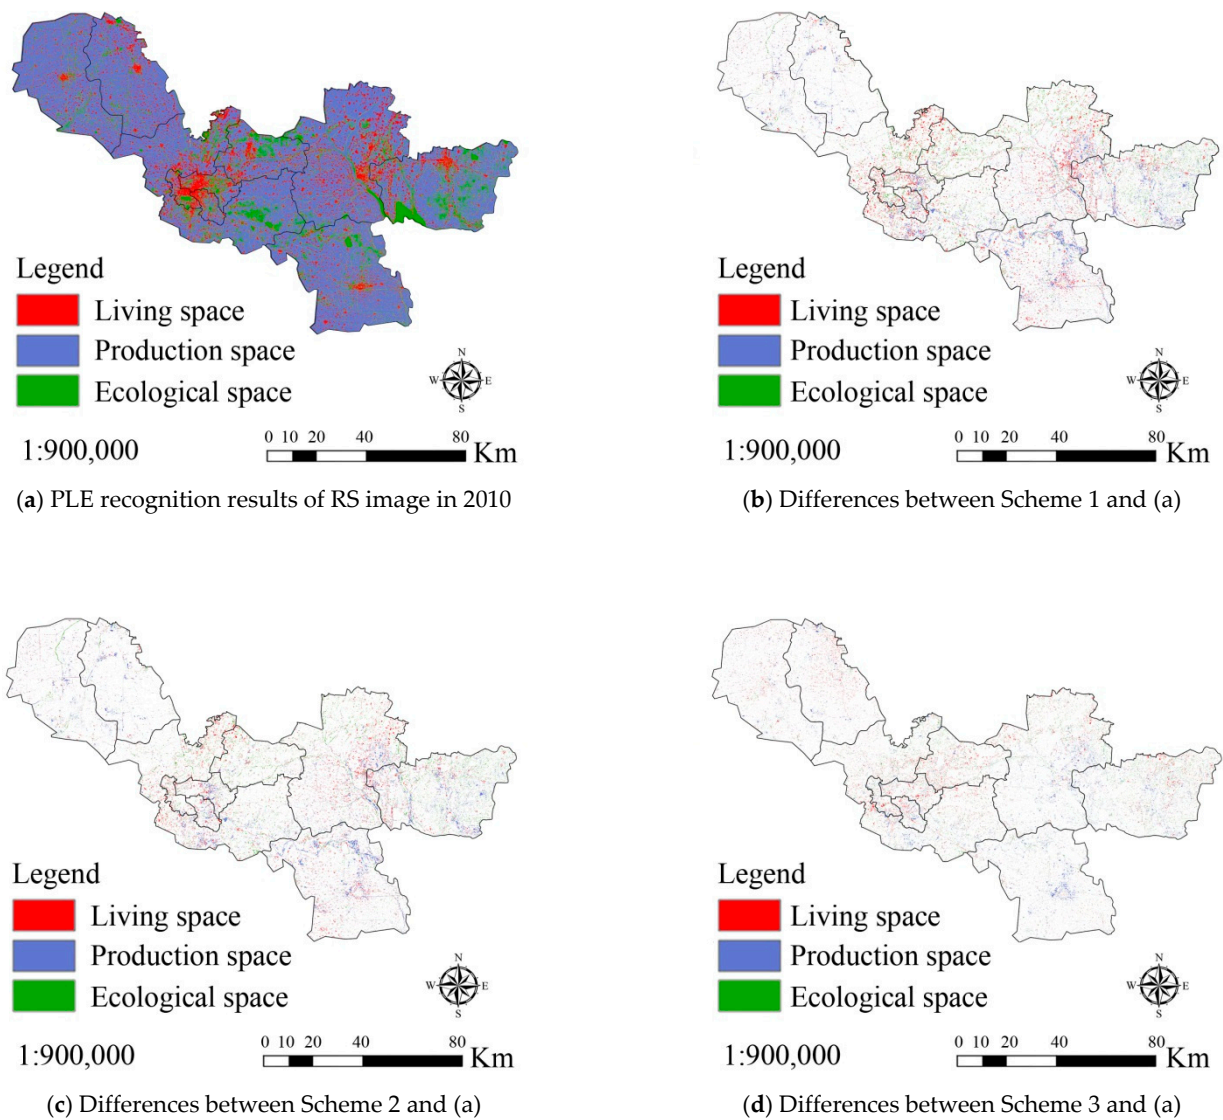 Legend
Living space
Production space
Ecological space
N
W E
S
1:900,000
0 10 20 40 80
Km
(a) PLE recognition results of RS image in 2010
Legend
Living space
Production space
Ecological space
N
W E
S
1:900,000
0 10 20 40 80
Km
(b) Differences between Scheme 1 and (a)
Legend
Living space
Production space
Ecological space
N
W E
S
1:900,000
0 10 20 40 80
Km
(c) Differences between Scheme 2 and (a)
Legend
Living space
Production space
Ecological space
N
W E
S
1:900,000
0 10 20 40 80
Km
(d) Differences between Scheme 3 and (a)